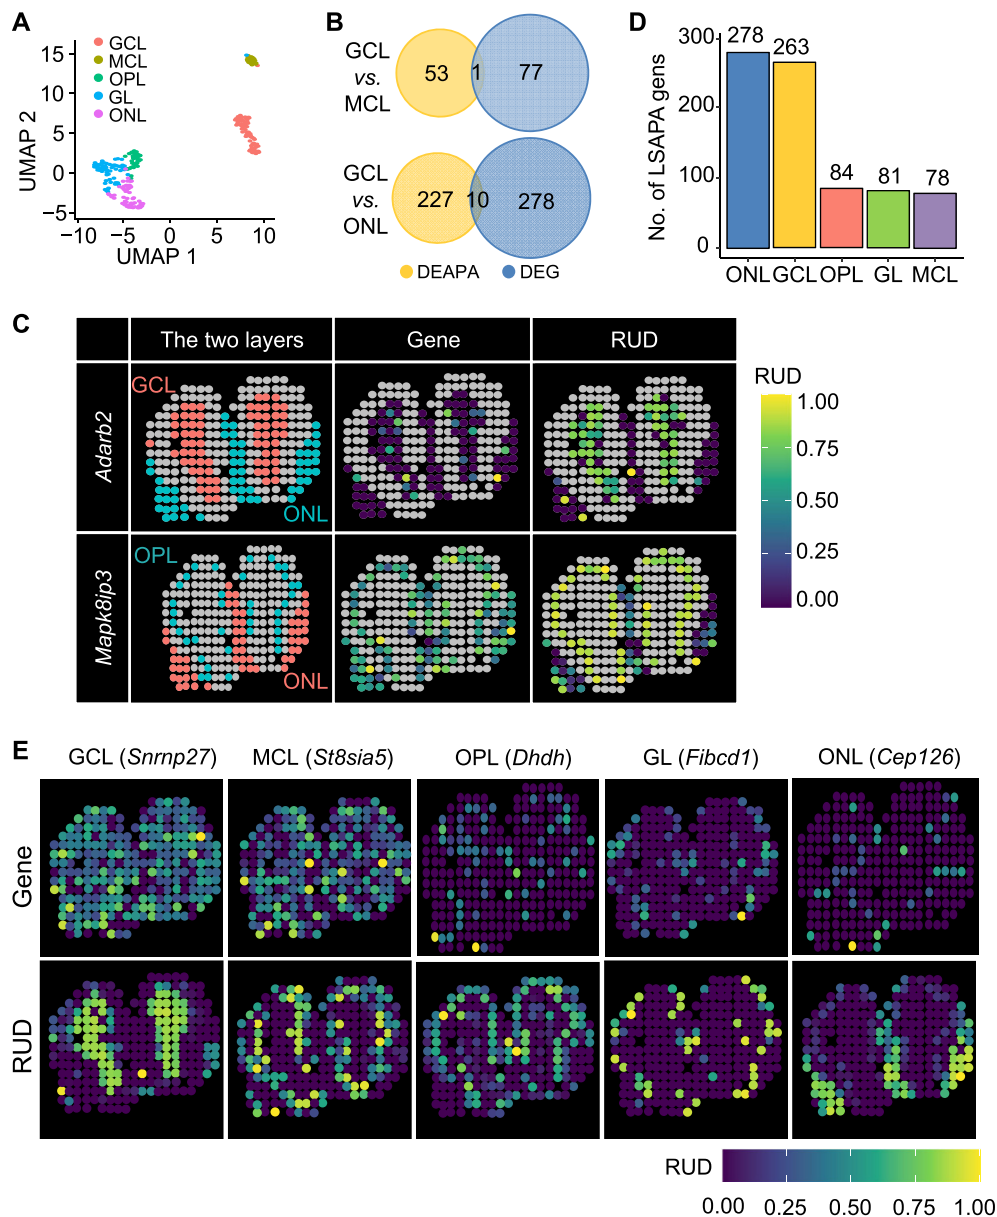 A
GCL
MCL
OPL
GL
ONL
UMAP 2
15
10
5
0
−5
−10
−5
0
5
10
UMAP 1
B
GCL
vs.
MCL
53
1
77
GCL
vs.
ONL
227
10
278
DEAPA
DEG
D
No. of LSAPA gens
300
200
100
0
278
263
84
81
78
ONL
GCL
OPL
GL
MCL
C
The two layers
Gene
RUD
Adarb2
GCL
ONL
Mapk8ip3
OPL
ONL
RUD
1.00
0.75
0.50
0.25
0.00
E
GCL (Snrnp27)
MCL (St8sia5)
OPL (Dhdh)
GL (Fibcd1)
ONL (Cep126)
Gene
RUD
RUD
0.00
0.25
0.50
0.75
1.00